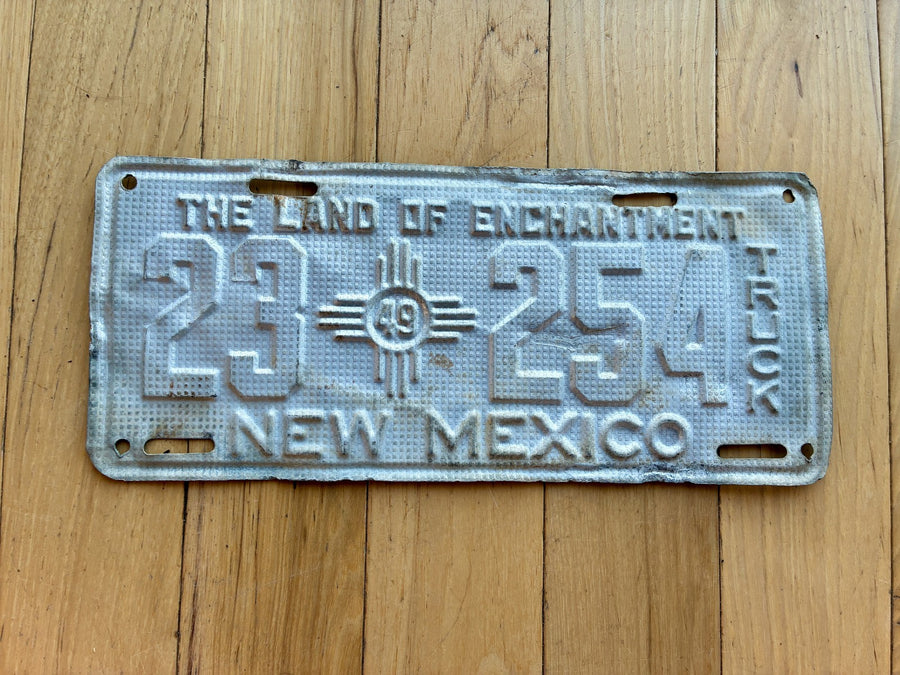 THE LAND OF ENCHANTMENT
23 49 254
TRUCK
NEW MEXICO